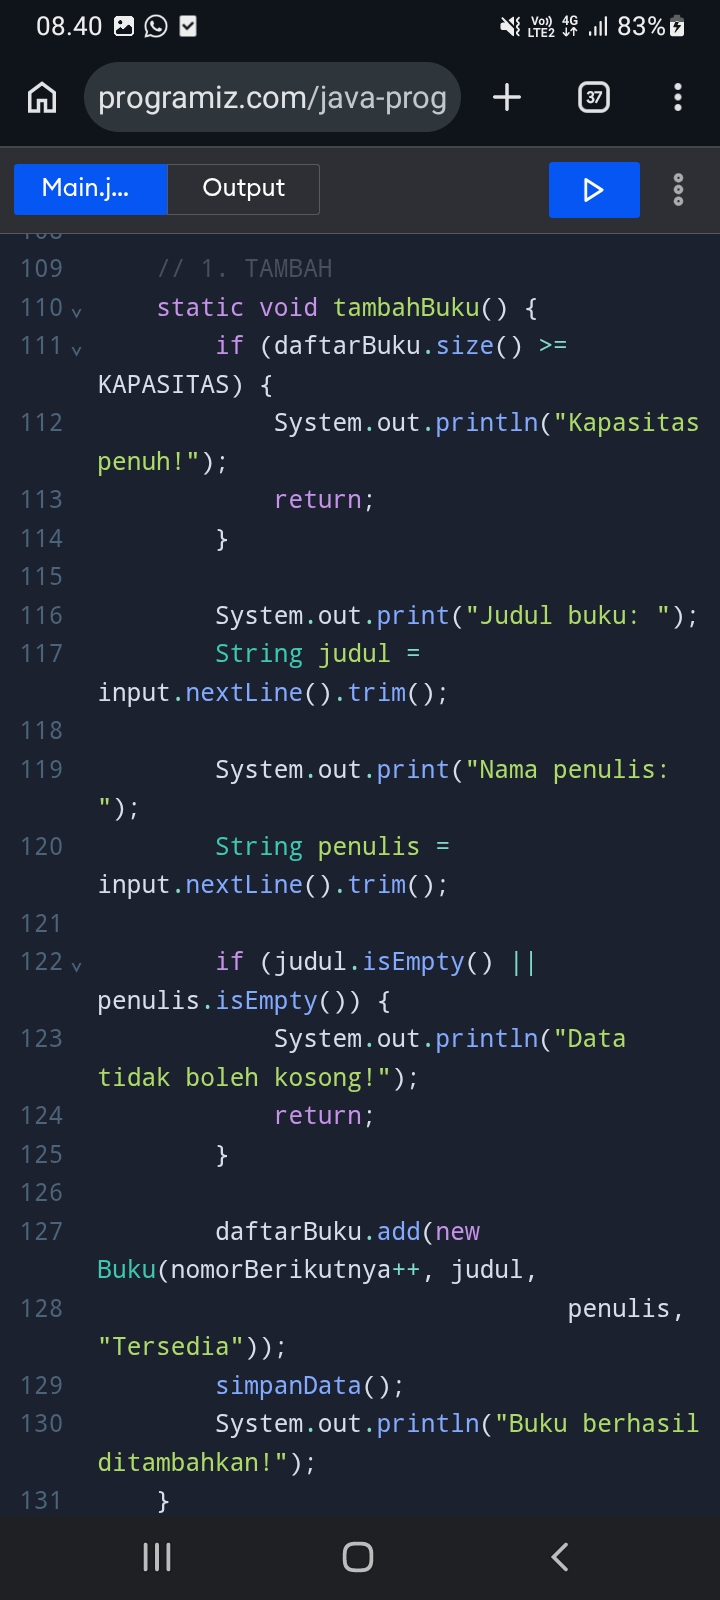 08.40 Vo)) LTE2 4G 83%
programiz.com/java-prog 37
Main.j... Output
109 // 1. TAMBAH
110 static void tambahBuku() {
111 if (daftarBuku.size() >=
KAPASITAS) {
112 System.out.println("Kapasitas
penuh!");
113 return;
114 }
115
116 System.out.print("Judul buku: ");
117 String judul =
input.nextLine().trim();
118
119 System.out.print("Nama penulis:
");
120 String penulis =
input.nextLine().trim();
121
122 if (judul.isEmpty() ||
penulis.isEmpty()) {
123 System.out.println("Data
tidak boleh kosong!");
124 return;
125 }
126
127 daftarBuku.add(new
Buku(nomorBerikutnya++, judul,
128 penulis,
"Tersedia"));
129 simpanData();
130 System.out.println("Buku berhasil
ditambahkan!");
131 }